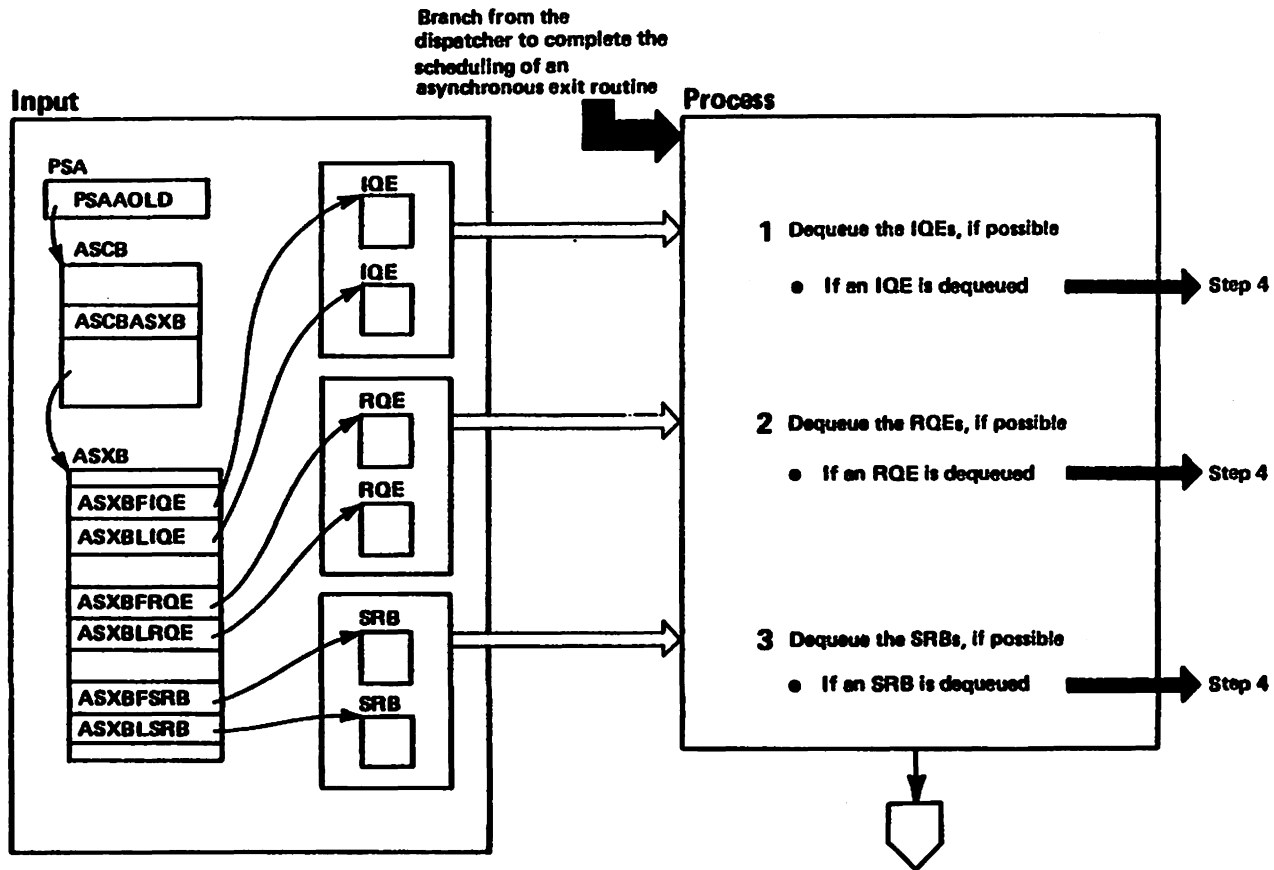 Branch from the
dispatcher to complete the
scheduling of an
asynchronous exit routine
Input
Process
PSA
PSAAOLD
ASCB
ASCBASXB
ASXB
ASXBFIQE
ASXBLIQE
ASXBFRQE
ASXBLRQE
ASXBFSRB
ASXBLSRB
IQE
IQE
RQE
RQE
SRB
SRB
1 Dequeue the IQEs, if possible
● If an IQE is dequeued
Step 4
2 Dequeue the RQEs, if possible
● If an RQE is dequeued
Step 4
3 Dequeue the SRBs, if possible
● If an SRB is dequeued
Step 4